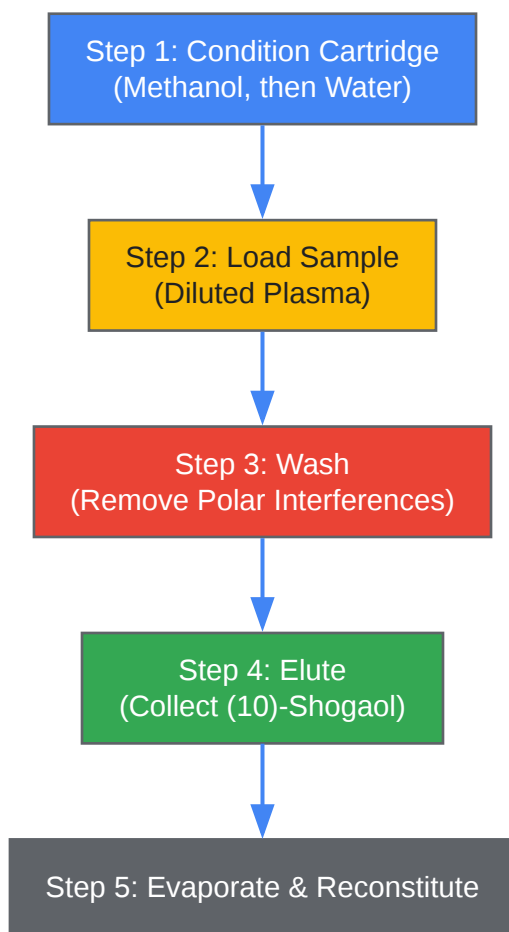 Step 1: Condition Cartridge
(Methanol, then Water)
Step 2: Load Sample
(Diluted Plasma)
Step 3: Wash
(Remove Polar Interferences)
Step 4: Elute
(Collect (10)-Shogaol)
Step 5: Evaporate & Reconstitute